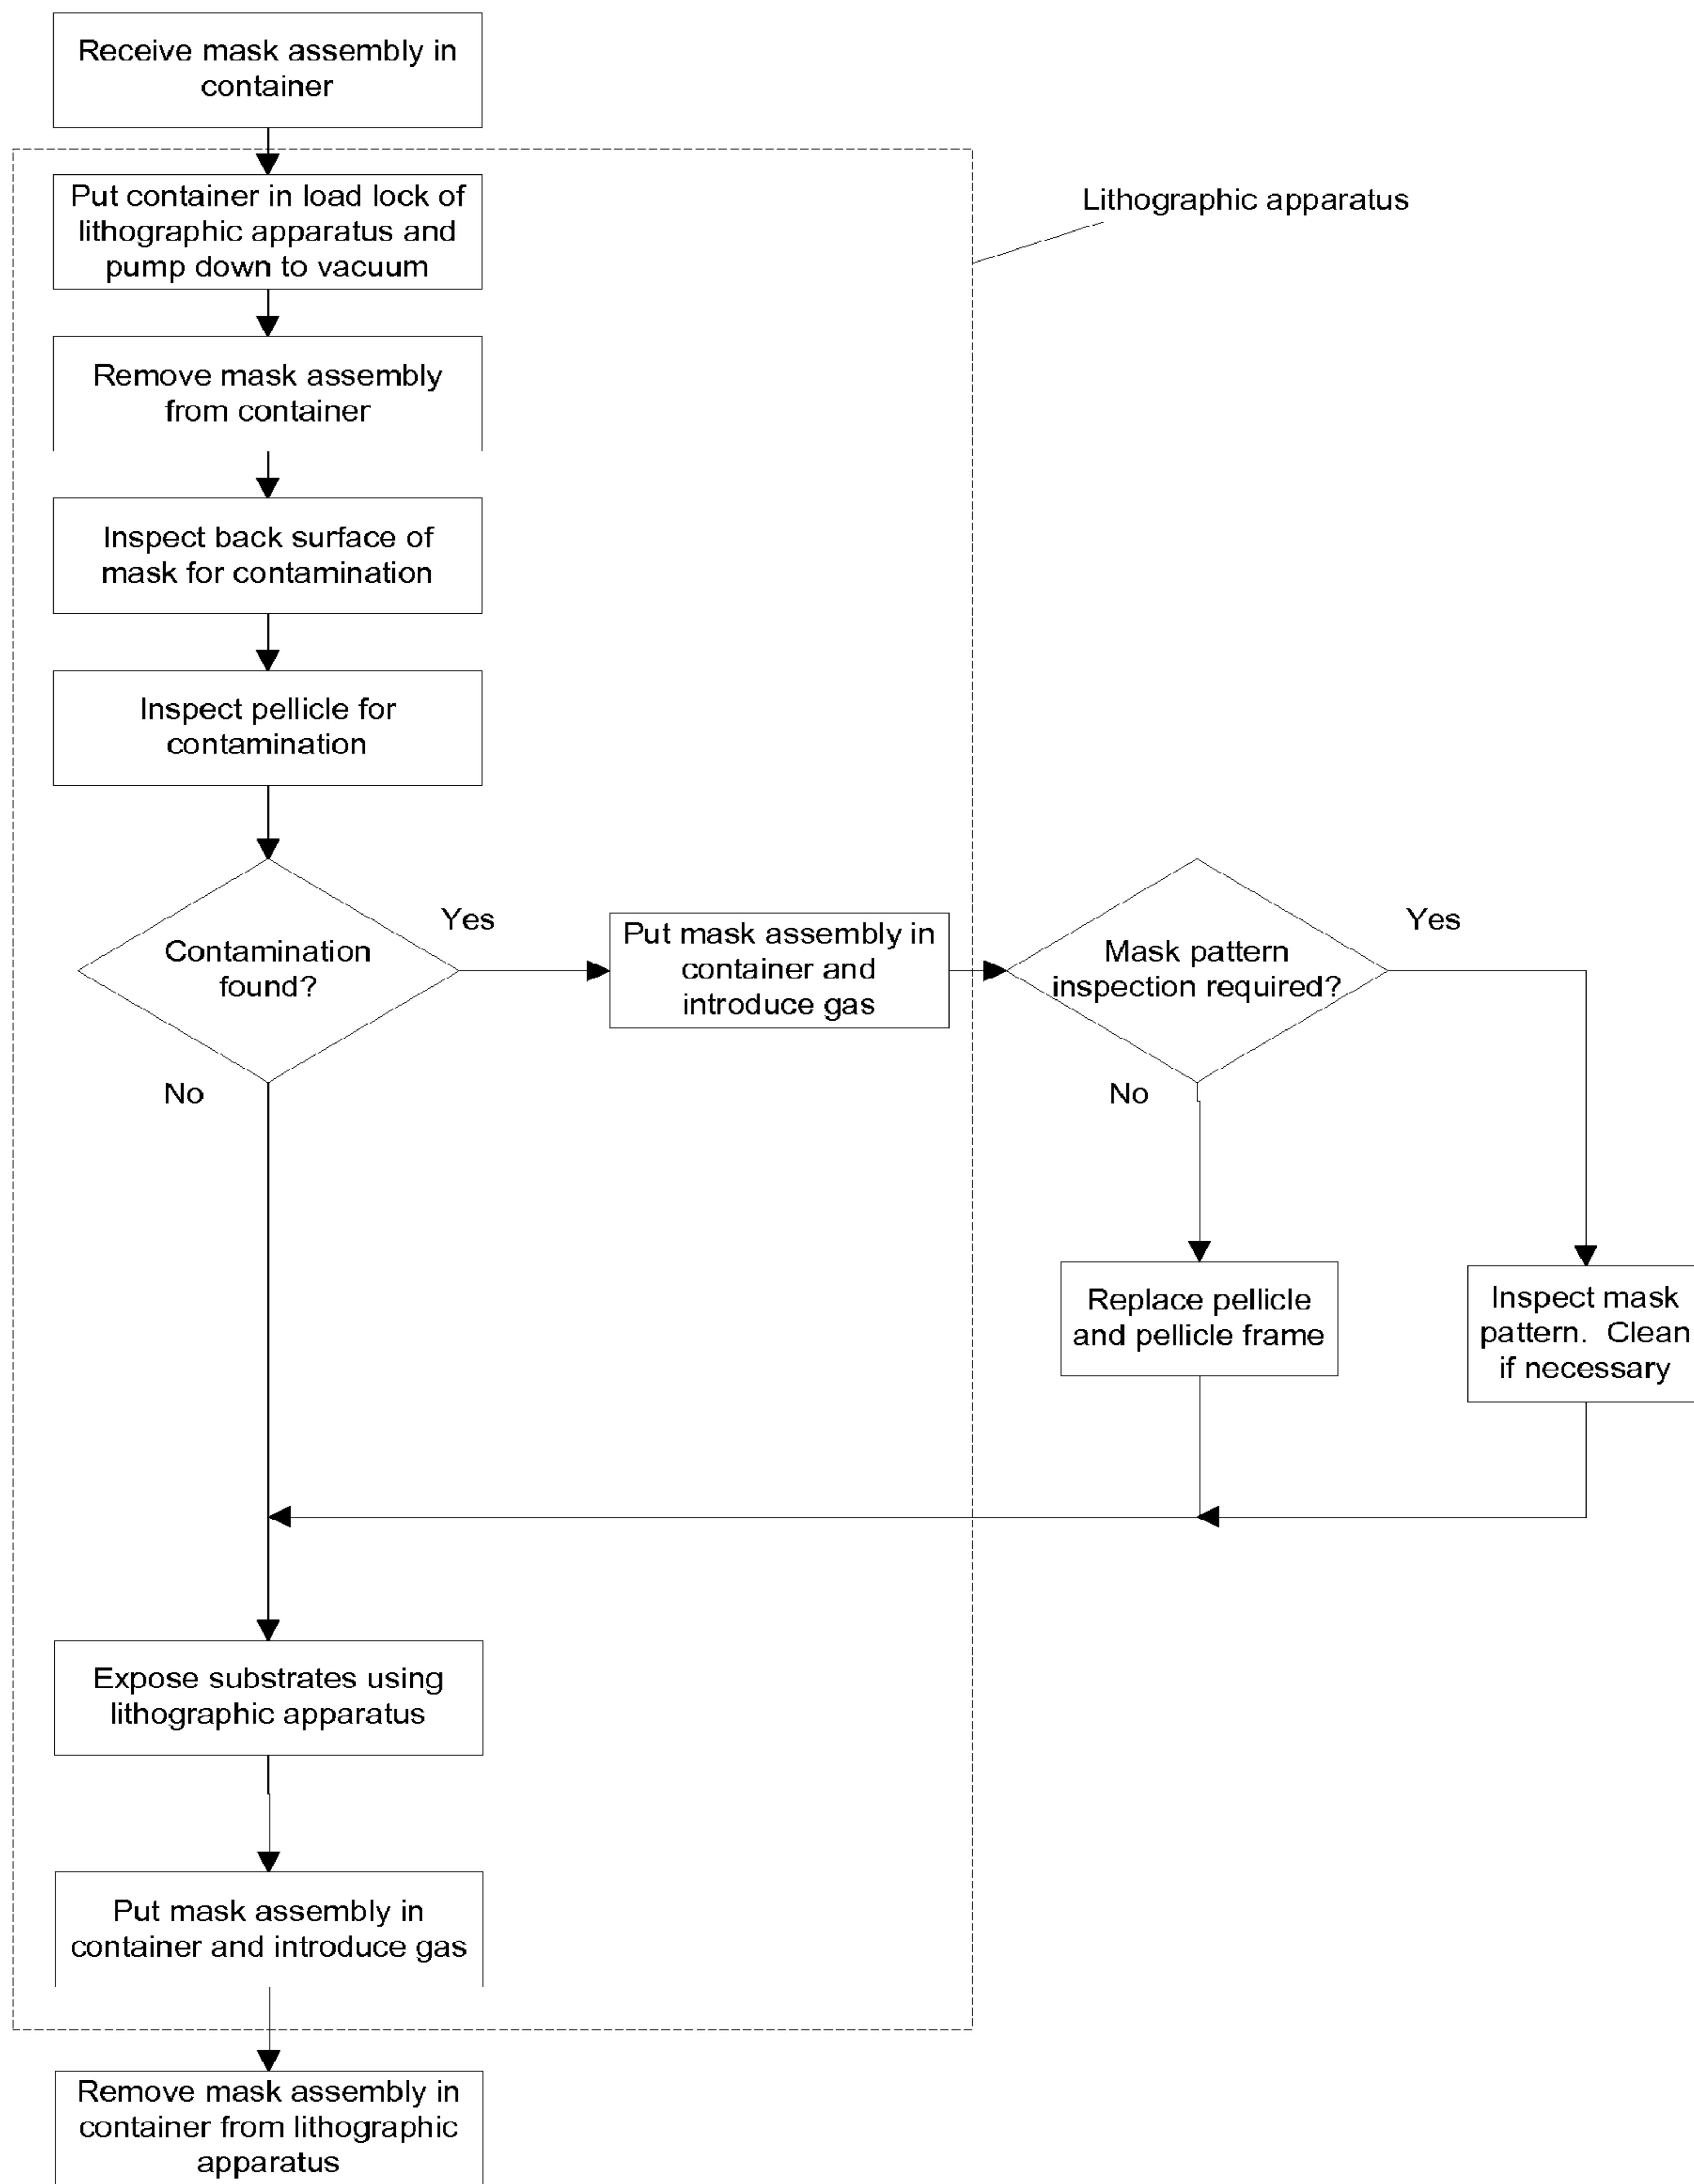 Receive mask assembly in
container
Put container in load lock of
lithographic apparatus and
pump down to vacuum
Lithographic apparatus
Remove mask assembly
from container
Inspect back surface of
mask for contamination
Inspect pellicle for
contamination
Contamination
found?
Yes
No
Put mask assembly in
container and
introduce gas
Mask pattern
inspection required?
Yes
No
Replace pellicle
and pellicle frame
Inspect mask
pattern.  Clean
if necessary
Expose substrates using
lithographic apparatus
Put mask assembly in
container and introduce gas
Remove mask assembly in
container from lithographic
apparatus